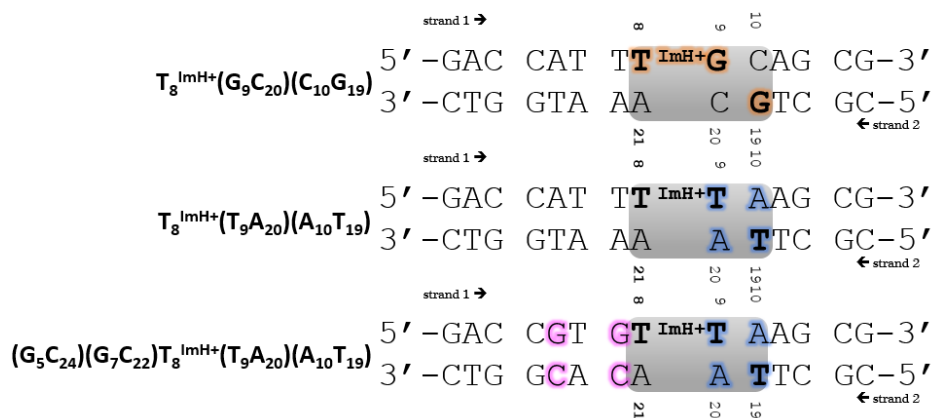 strand 1 → 8 9 10
5′-GAC CAT TT ImH+G CAG CG-3′
T8ImH+(G9C20)(C10G19)
3′-CTG GTAA AA C GTC GC-5′
21 20 19 ← strand 2
strand 1 → 8 9 10
5′-GAC CAT TT ImH+T AAG CG-3′
T8ImH+(T9A20)(A10T19)
3′-CTG GTA AA A TTC GC-5′
21 20 19 ← strand 2
strand 1 → 8 9 10
5′-GAC CGT GT ImH+T AAG CG-3′
(G5C24)(G7C22)T8ImH+(T9A20)(A10T19)
3′-CTG GCA CA A TTC GC-5′
21 20 19 ← strand 2